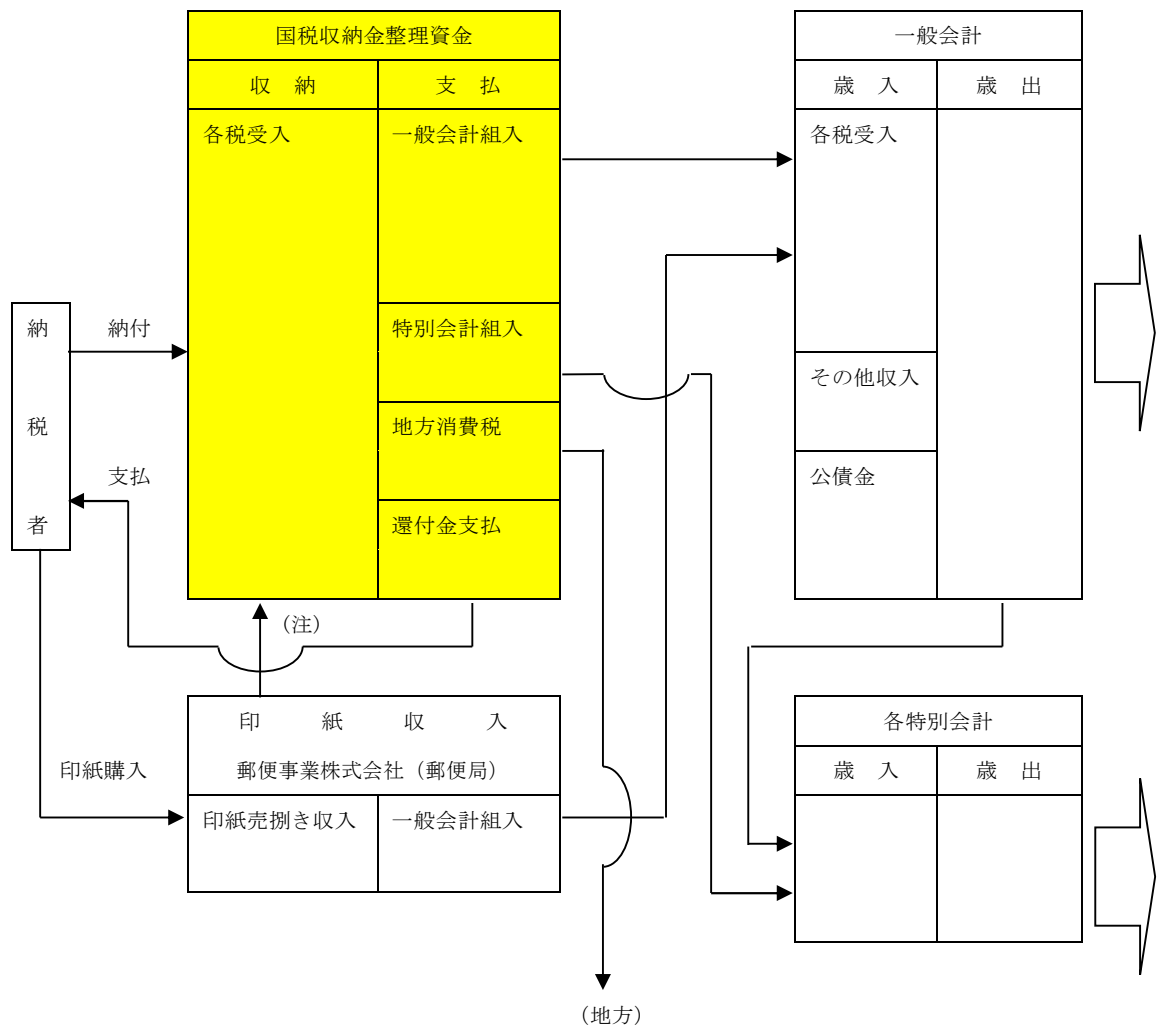 国税収納金整理資金
収　納
支　払
各税受入
一般会計組入
特別会計組入
地方消費税
還付金支払
一般会計
歳　入
歳　出
各税受入
その他収入
公債金
納
税
者
納付
支払
（注）
印紙購入
印　紙　収　入
郵便事業株式会社（郵便局）
印紙売捌き収入
一般会計組入
各特別会計
歳　入
歳　出
（地方）